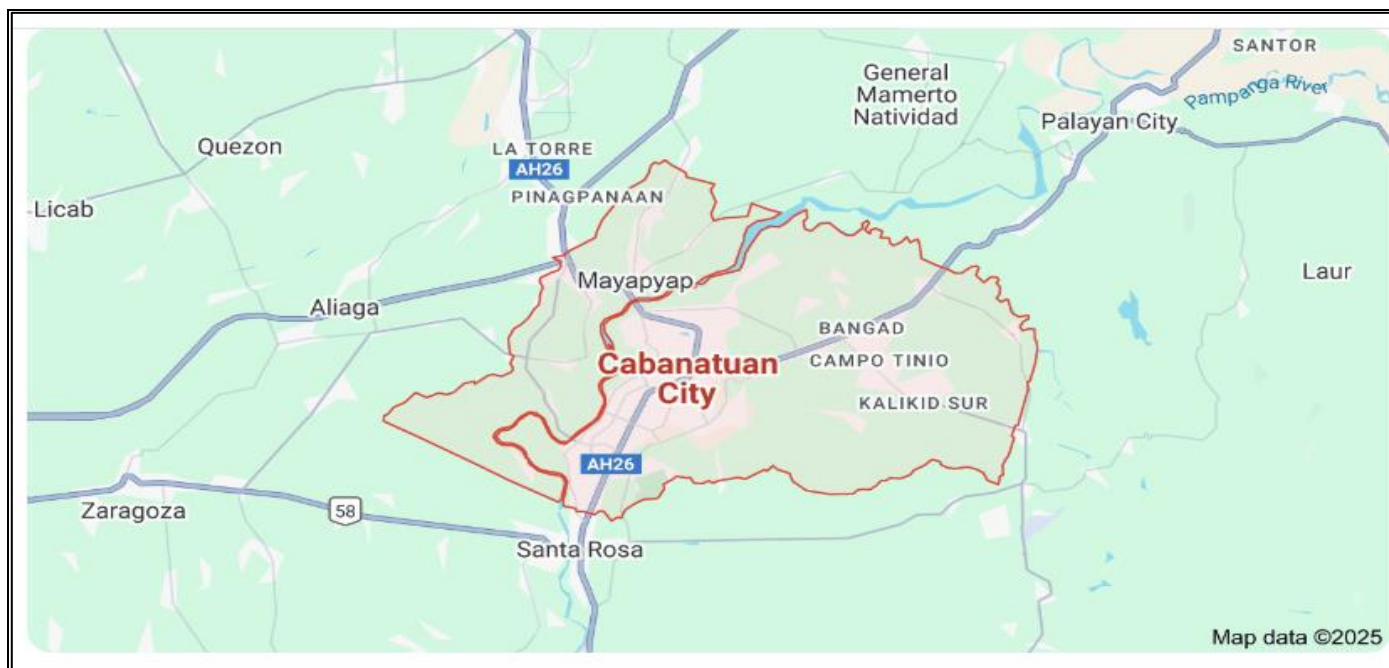 SANTOR
General
Mamerto
Natividad
Pampanga River
Palayan City
Quezon
LA TORRE
AH26
PINAGPANAAN
Licab
Laur
Mayapyap
Aliaga
BANGAD
Cabanatuan
City
CAMPO TINIO
KALIKID SUR
AH26
Zaragoza
58
Santa Rosa
Map data ©2025